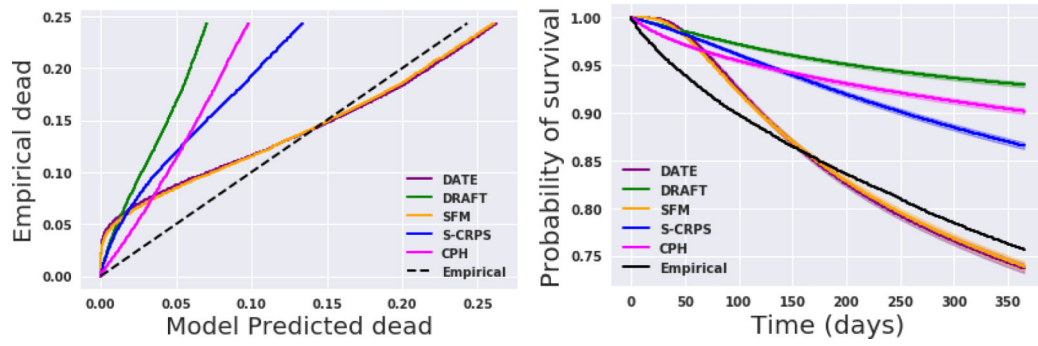 0.25
0.20
0.15
0.10
0.05
0.00
Empirical dead
DATE
DRAFT
SFM
S-CRPS
CPH
Empirical
0.00 0.05 0.10 0.15 0.20 0.25
Model Predicted dead
1.00
0.95
0.90
0.85
0.80
0.75
Probability of survival
DATE
DRAFT
SFM
S-CRPS
CPH
Empirical
0 50 100 150 200 250 300 350
Time (days)